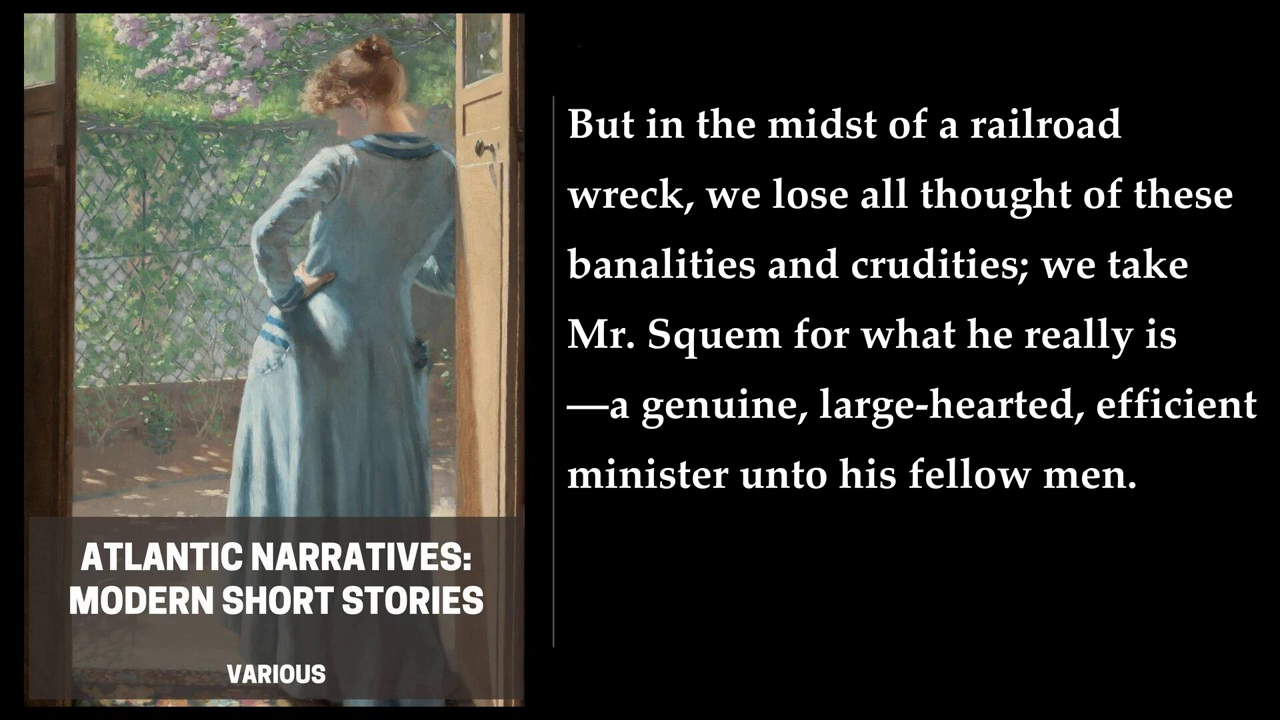 But in the midst of a railroad
wreck, we lose all thought of these
banalities and crudities; we take
Mr. Squem for what he really is
—a genuine, large-hearted, efficient
minister unto his fellow men.
ATLANTIC NARRATIVES:
MODERN SHORT STORIES
VARIOUS